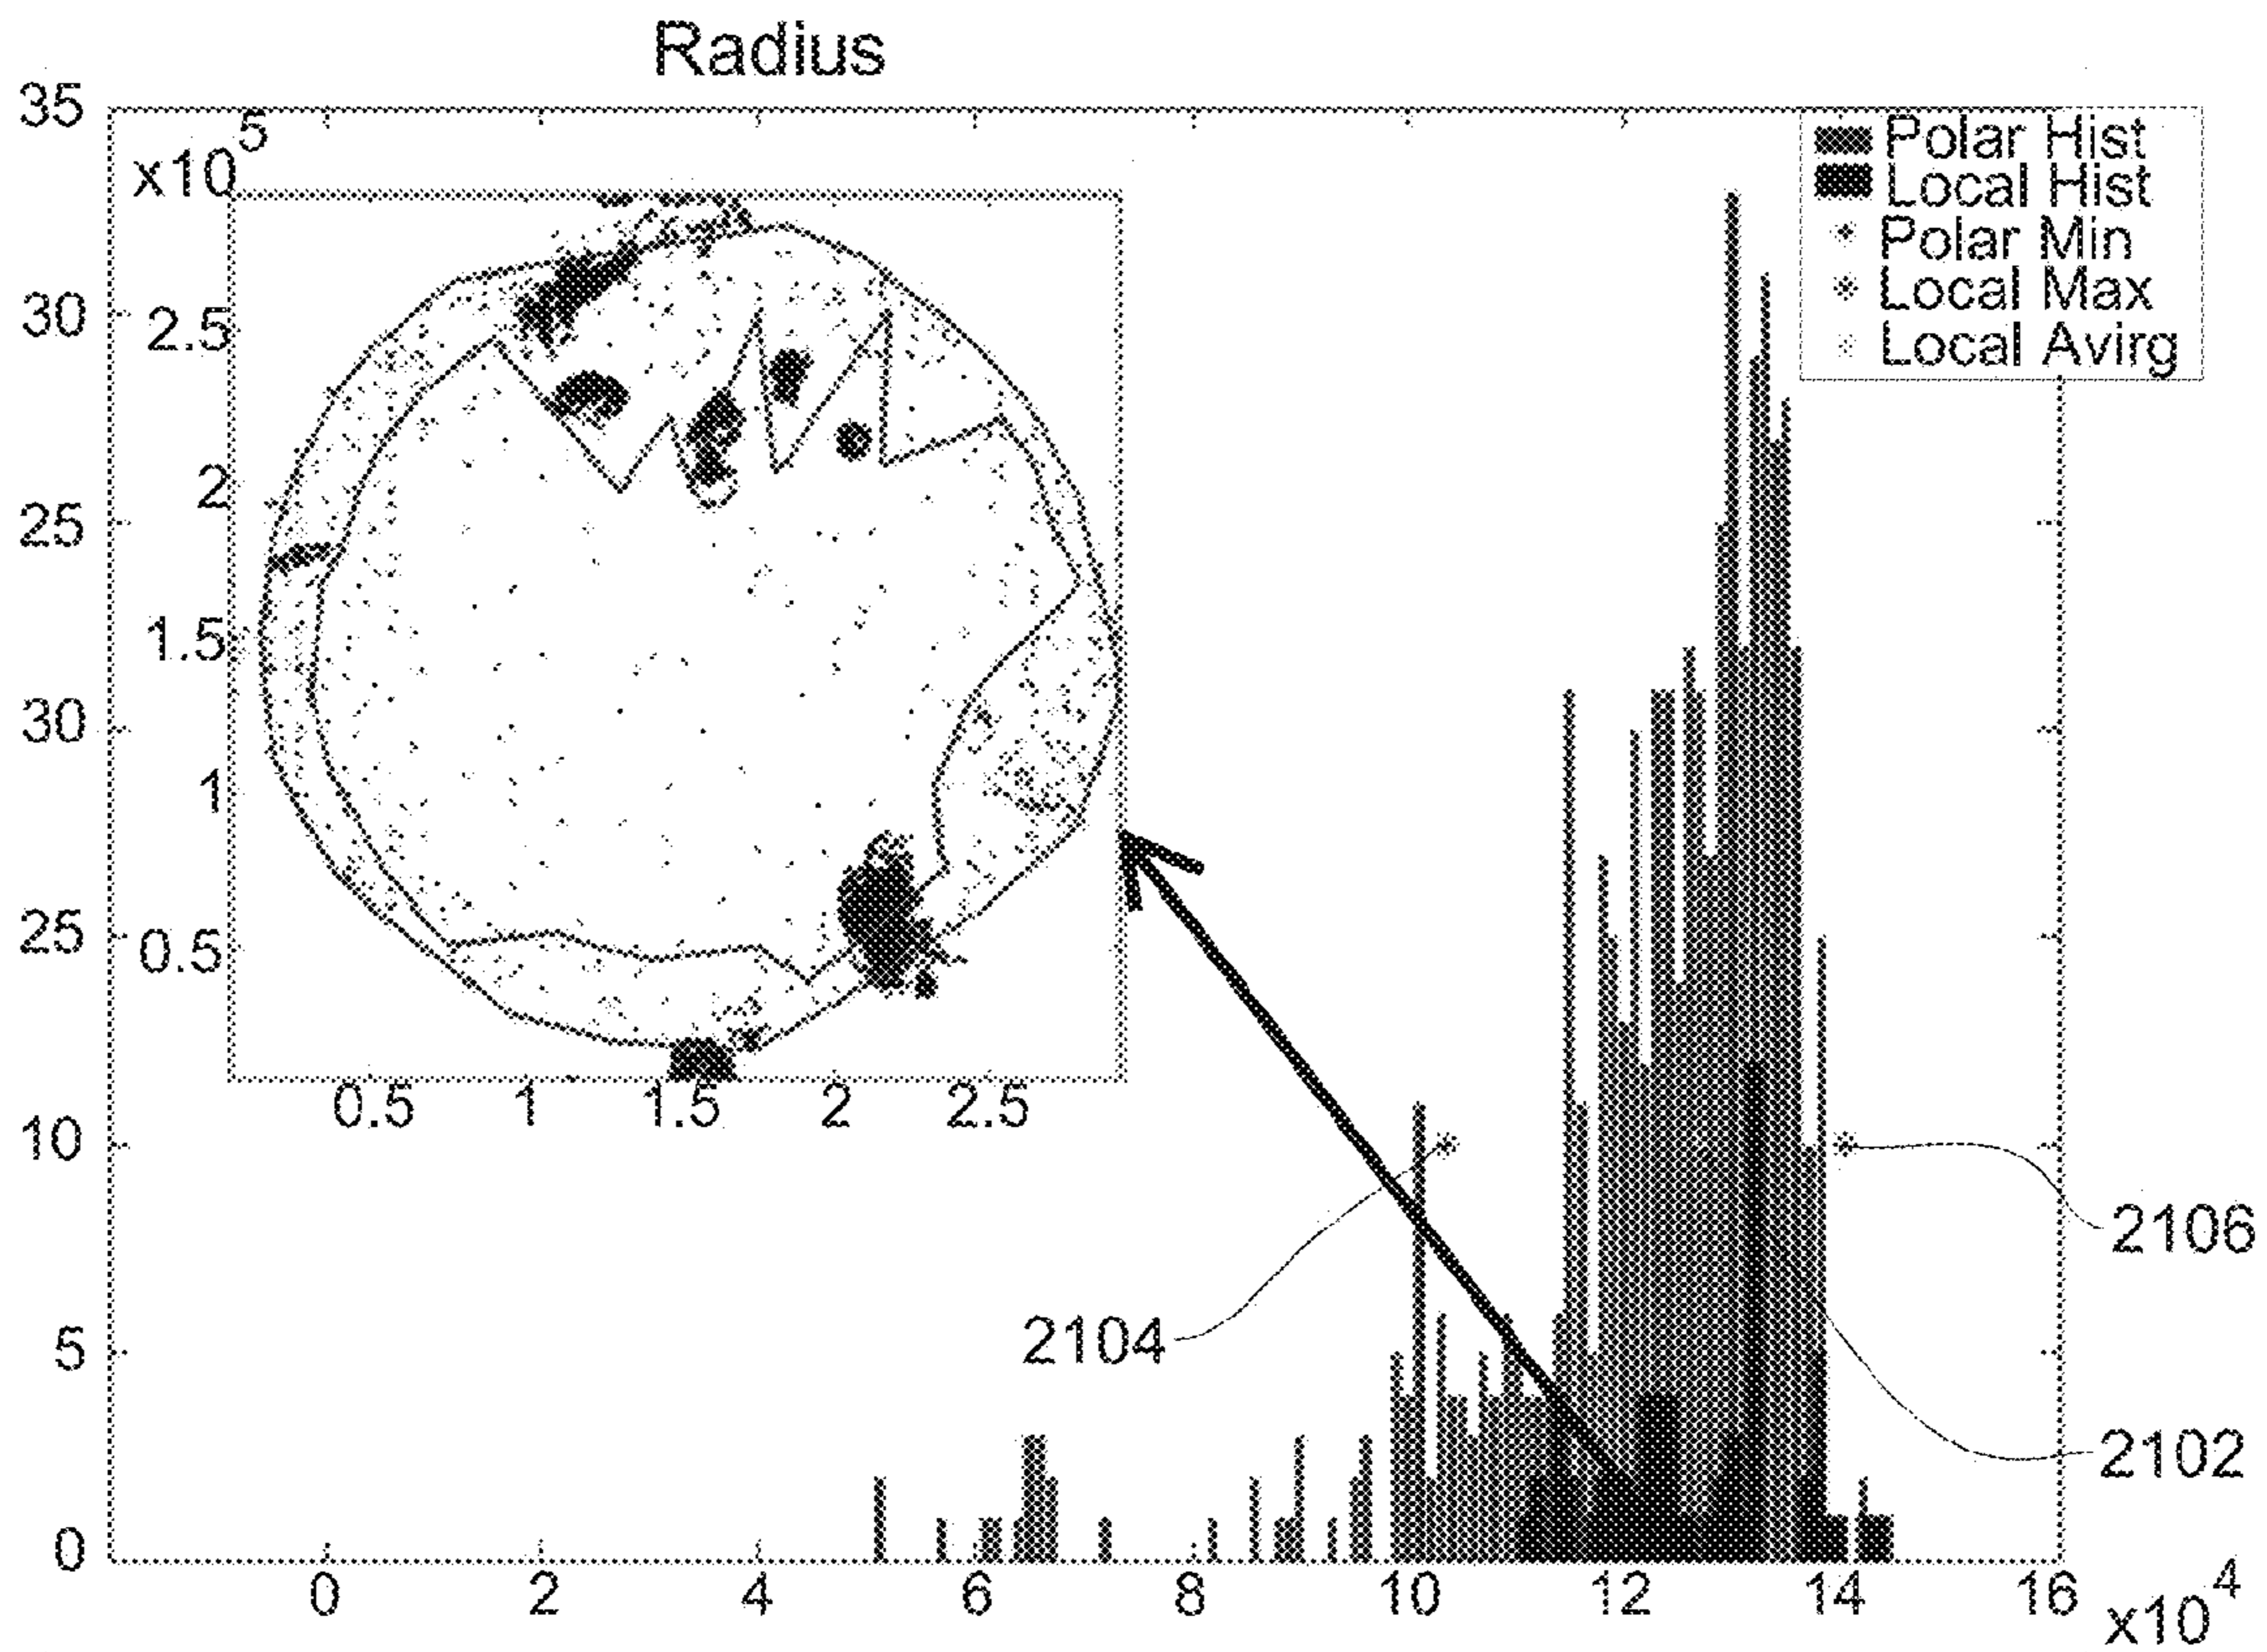 Radius
35
30
25
30
25
10
5
0
x10 5
2.5
2
1.5
1
0.5
0.5 1 1.5 2 2.5
Polar Hist
Local Hist
Polar Min
Local Max
Local Avirg
2104
2106
2102
0 2 4 6 8 10 12 14 16
x10 4